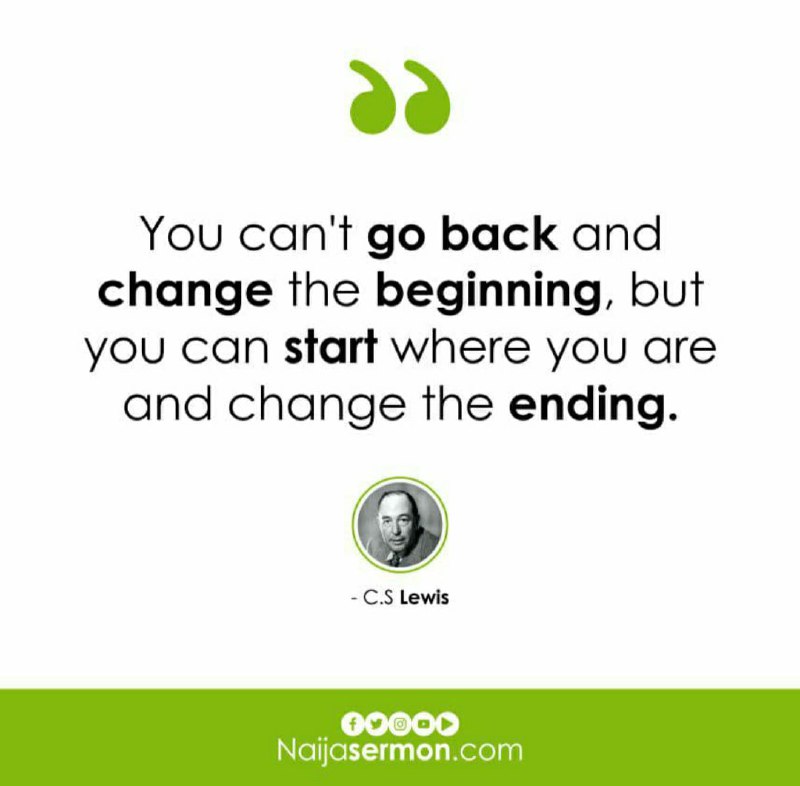 You can't go back and
change the beginning, but
you can start where you are
and change the ending.
- C.S Lewis
Naijasermon.com